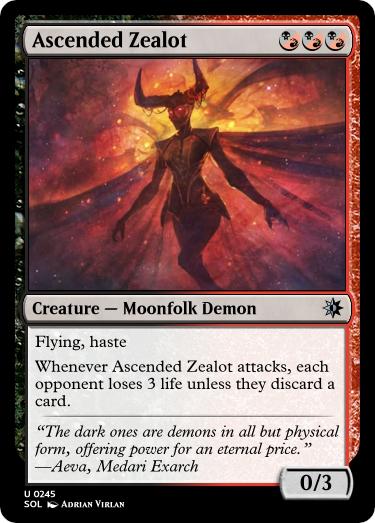 Ascended Zealot
Creature — Moonfolk Demon
Flying, haste
Whenever Ascended Zealot attacks, each
opponent loses 3 life unless they discard a
card.
“The dark ones are demons in all but physical
form, offering power for an eternal price.”
—Aeva, Medari Exarch
0/3
U 0245
SOL Adrian Virlan